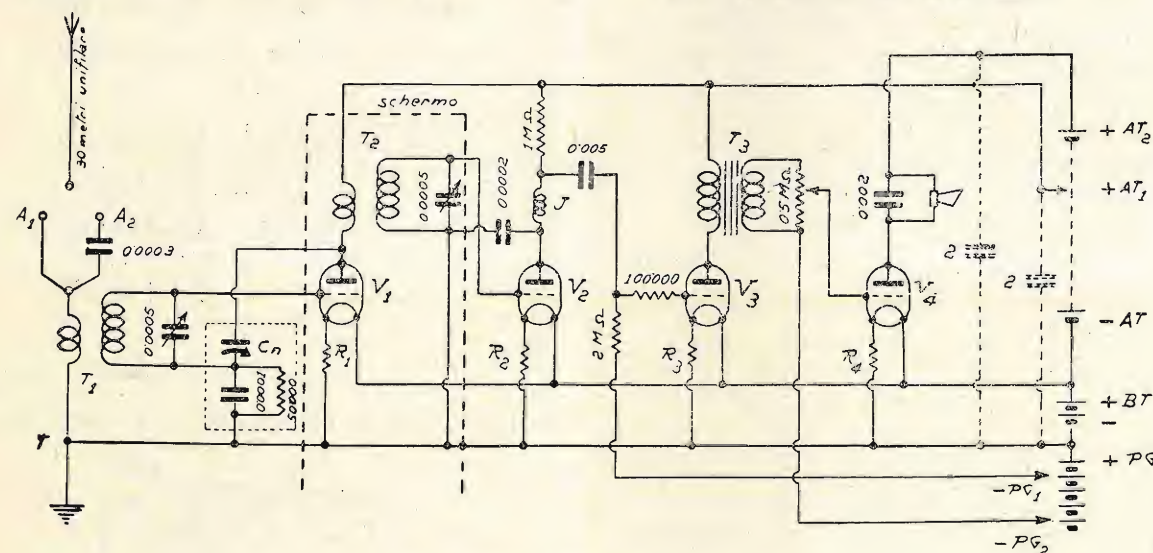 30 metri unifilare
A1
A2
0.0003
T1
T
0.0005
Cn
0.0001
50000
schermo
T2
0.0005
0.0002
V1
R1
1 MΩ
J
0.005
V2
R2
100000
2 MΩ
T3
0.5 MΩ
V3
R3
0.002
V4
R4
2
2
+ AT2
+ AT1
- AT
+ BT
-
+ PG
- PG1
- PG2